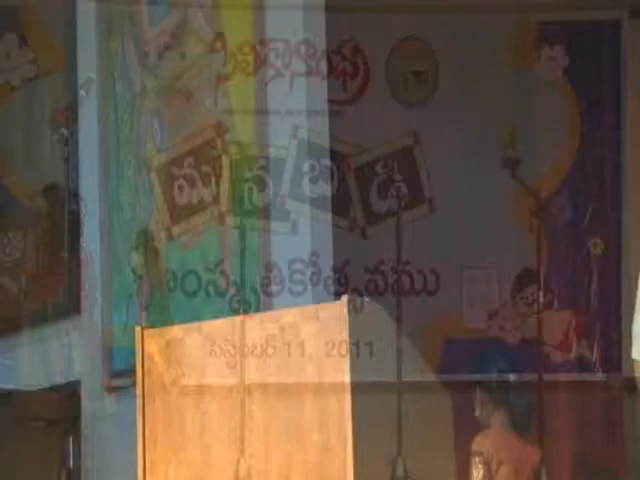 సిలికానాంధ్ర
మనబడి
సాంస్కృతికోత్సవము
సెప్టెంబర్ 11, 2011